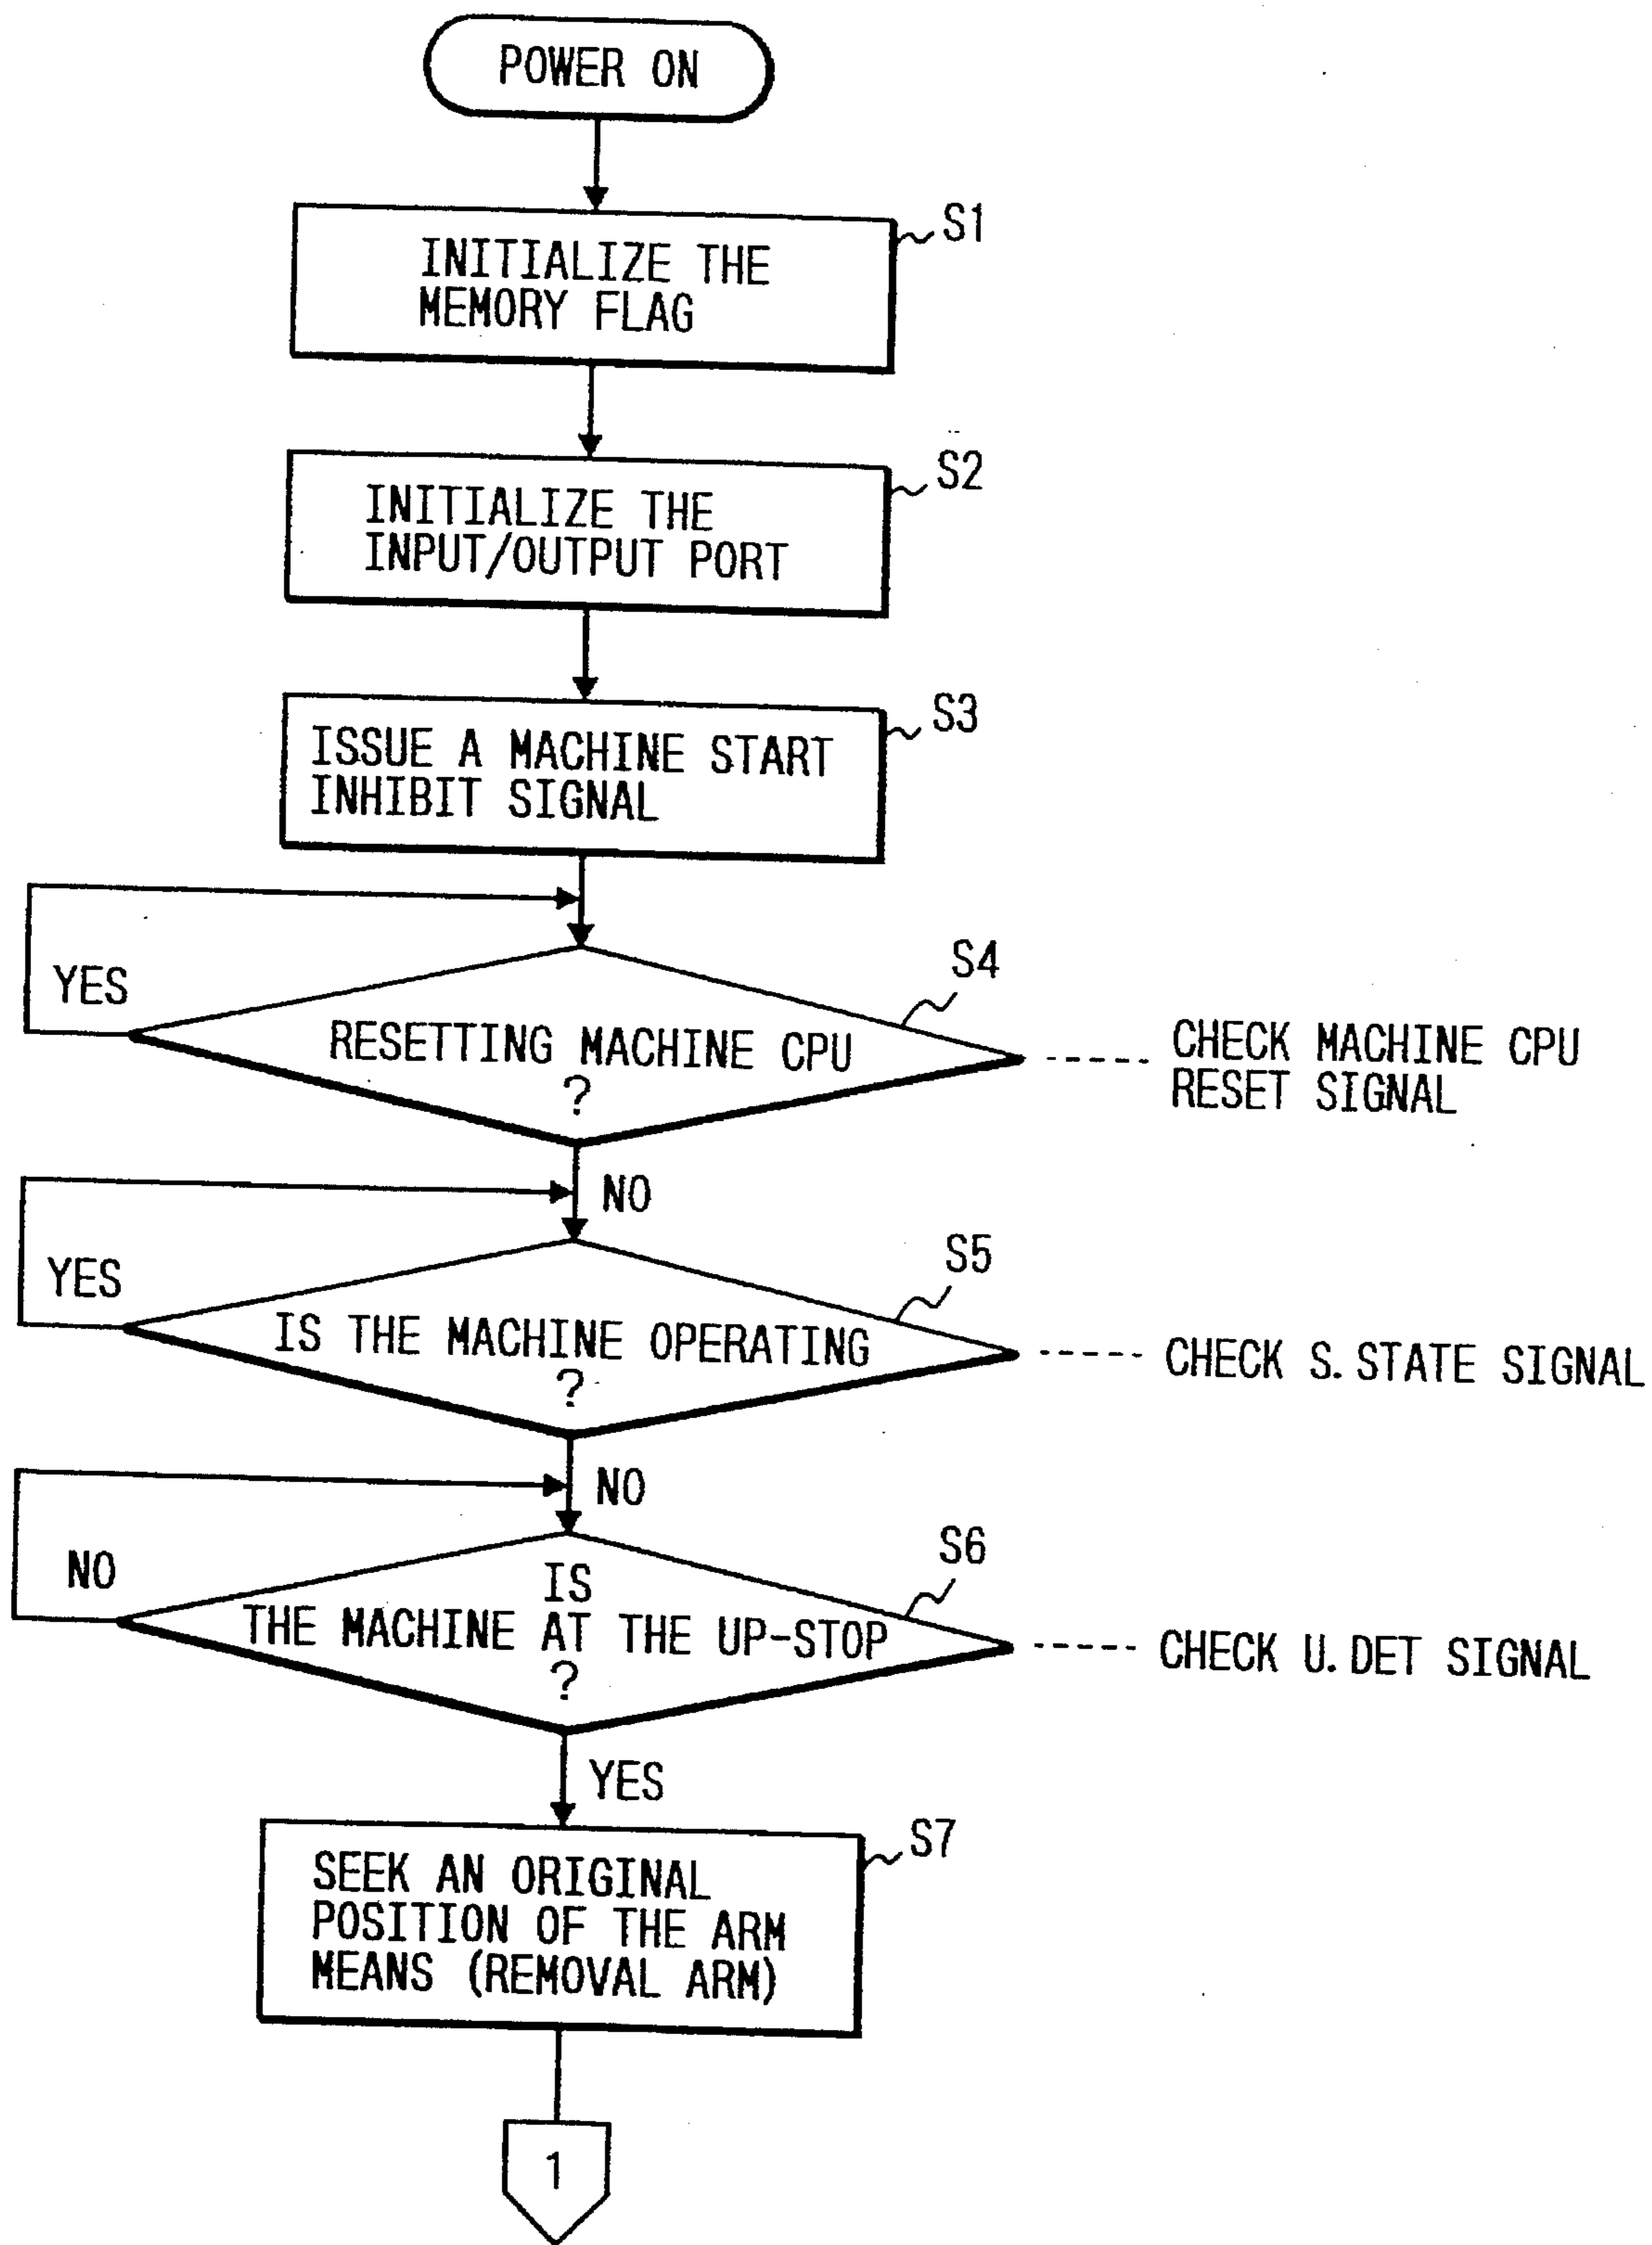 POWER ON
S1
INITIALIZE THE
MEMORY FLAG
S2
INITIALIZE THE
INPUT/OUTPUT PORT
S3
ISSUE A MACHINE START
INHIBIT SIGNAL
S4
YES
RESETTING MACHINE CPU
?
CHECK MACHINE CPU
RESET SIGNAL
NO
S5
YES
IS THE MACHINE OPERATING
?
CHECK S. STATE SIGNAL
NO
S6
NO
IS
THE MACHINE AT THE UP-STOP
?
CHECK U. DET SIGNAL
YES
S7
SEEK AN ORIGINAL
POSITION OF THE ARM
MEANS (REMOVAL ARM)
1